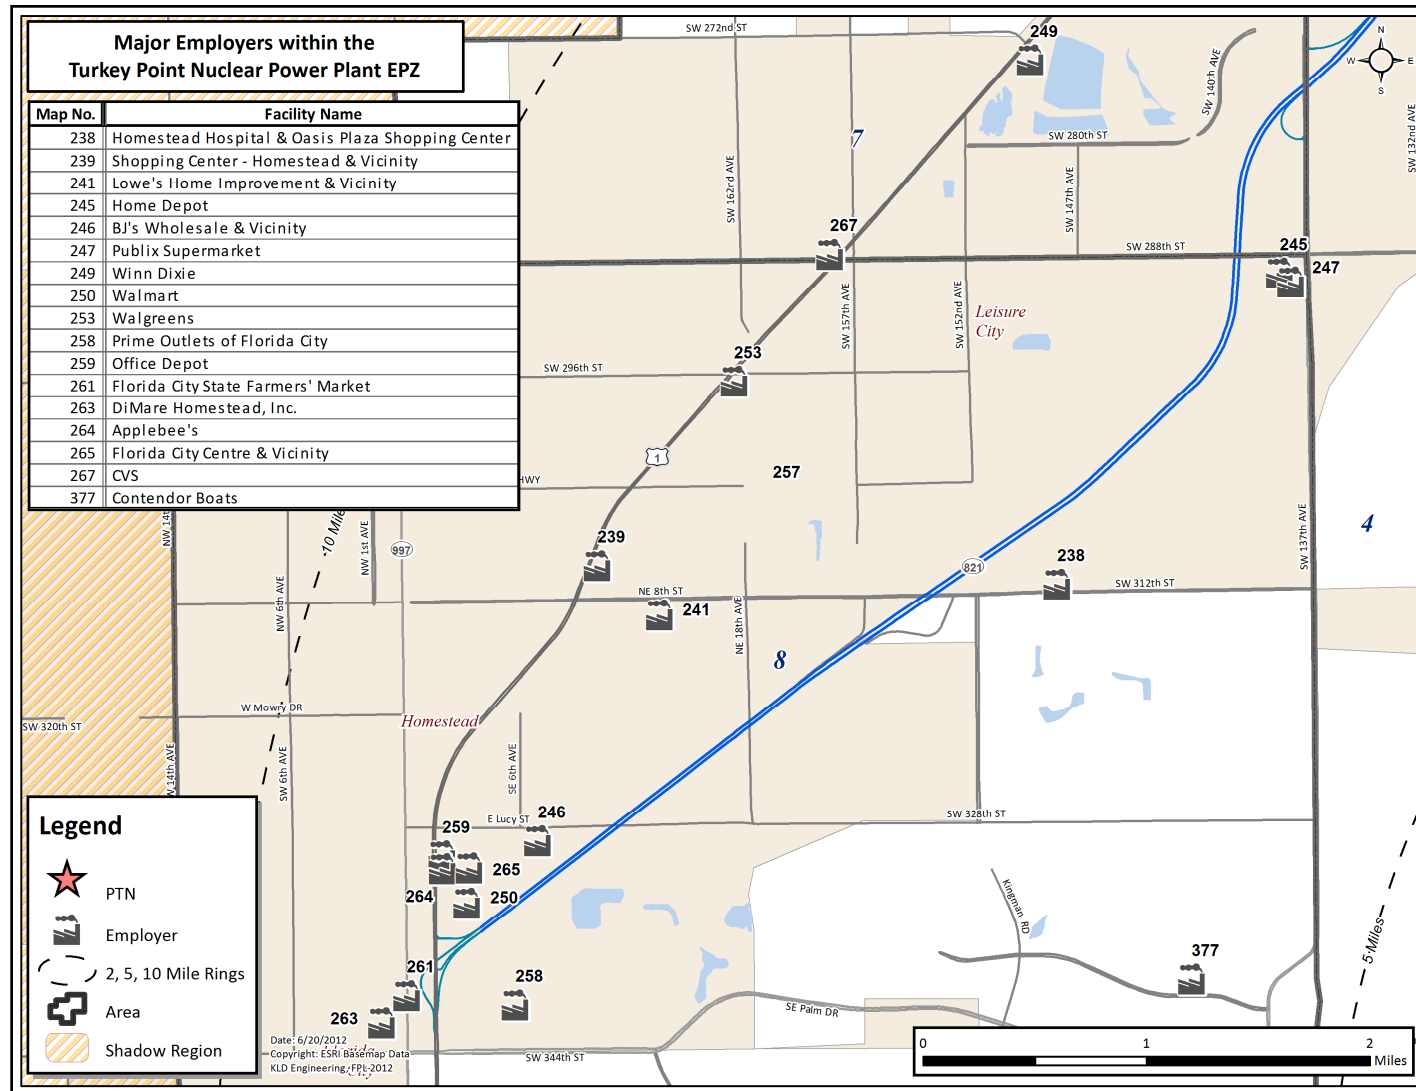 Major Employers within the
Turkey Point Nuclear Power Plant EPZ
Map No. Facility Name
238 Homestead Hospital & Oasis Plaza Shopping Center
239 Shopping Center - Homestead & Vicinity
241 Lowe's Home Improvement & Vicinity
245 Home Depot
246 BJ's Wholesale & Vicinity
247 Publix Supermarket
249 Winn Dixie
250 Walmart
253 Walgreens
258 Prime Outlets of Florida City
259 Office Depot
261 Florida City State Farmers' Market
263 DiMare Homestead, Inc.
264 Applebee's
265 Florida City Centre & Vicinity
267 CVS
377 Contendor Boats
SW 272nd ST
249
N
W E
S
SW 140th AVE
SW 132nd AVE
SW 280th ST
7
SW 162rd AVE
SW 147th AVE
267
SW 288th ST
245
247
SW 157th AVE
SW 152nd AVE
Leisure
City
253
SW 296th ST
1
257
HWY
NW 14t
10 Mile
NW 1st AVE
997
239
4
SW 137th AVE
821
238
SW 312th ST
NW 6th AVE
NE 8th ST
241
NE 18th AVE
8
W Mowry DR
SW 320th ST
Homestead
W 14th AVE
SW 6th AVE
SE 6th AVE
246
E Lucy ST
259
SW 328th ST
265
264
250
Kingman RD
5 Miles
377
261
258
263
SE Palm DR
SW 344th ST
City
Legend
PTN
Employer
2, 5, 10 Mile Rings
Area
Shadow Region
Date: 6/20/2012
Copyright: ESRI Basemap Data
KLD Engineering, FPL 2012
0 1 2
Miles